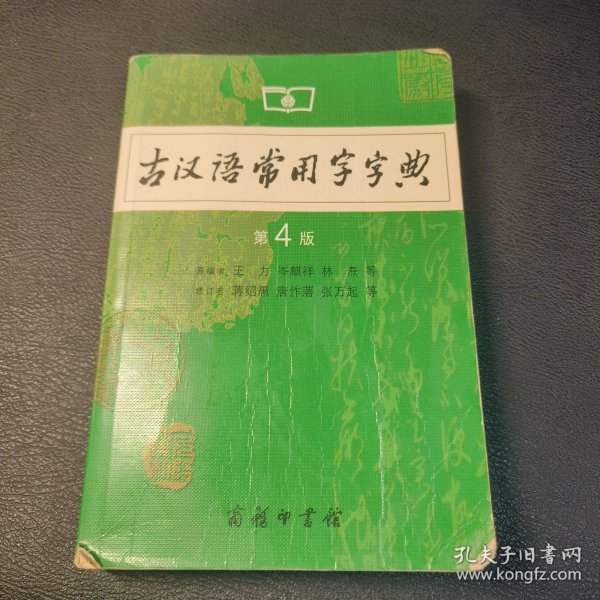 古汉语常用字字典
第4版
原编者 王 力 岑麒祥 林 焘 等
修订者 蒋绍愚 唐作藩 张万起 等
商务印书馆
孔夫子旧书网
www.kongfz.com